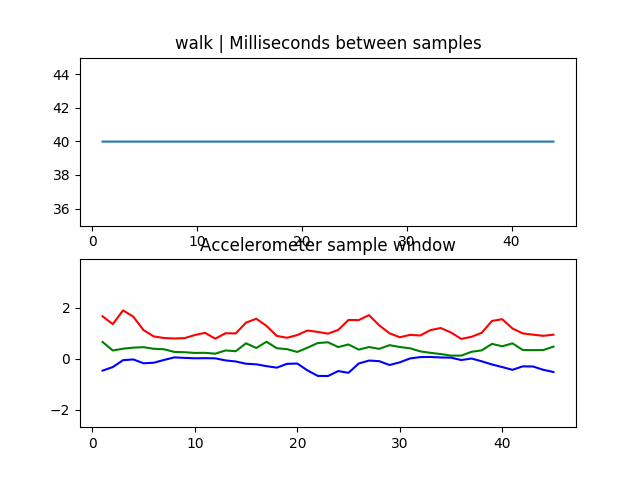 walk | Milliseconds between samples
44
42
40
38
36
0 10 20 30 40
Accelerometer sample window
2
0
−2
0 10 20 30 40